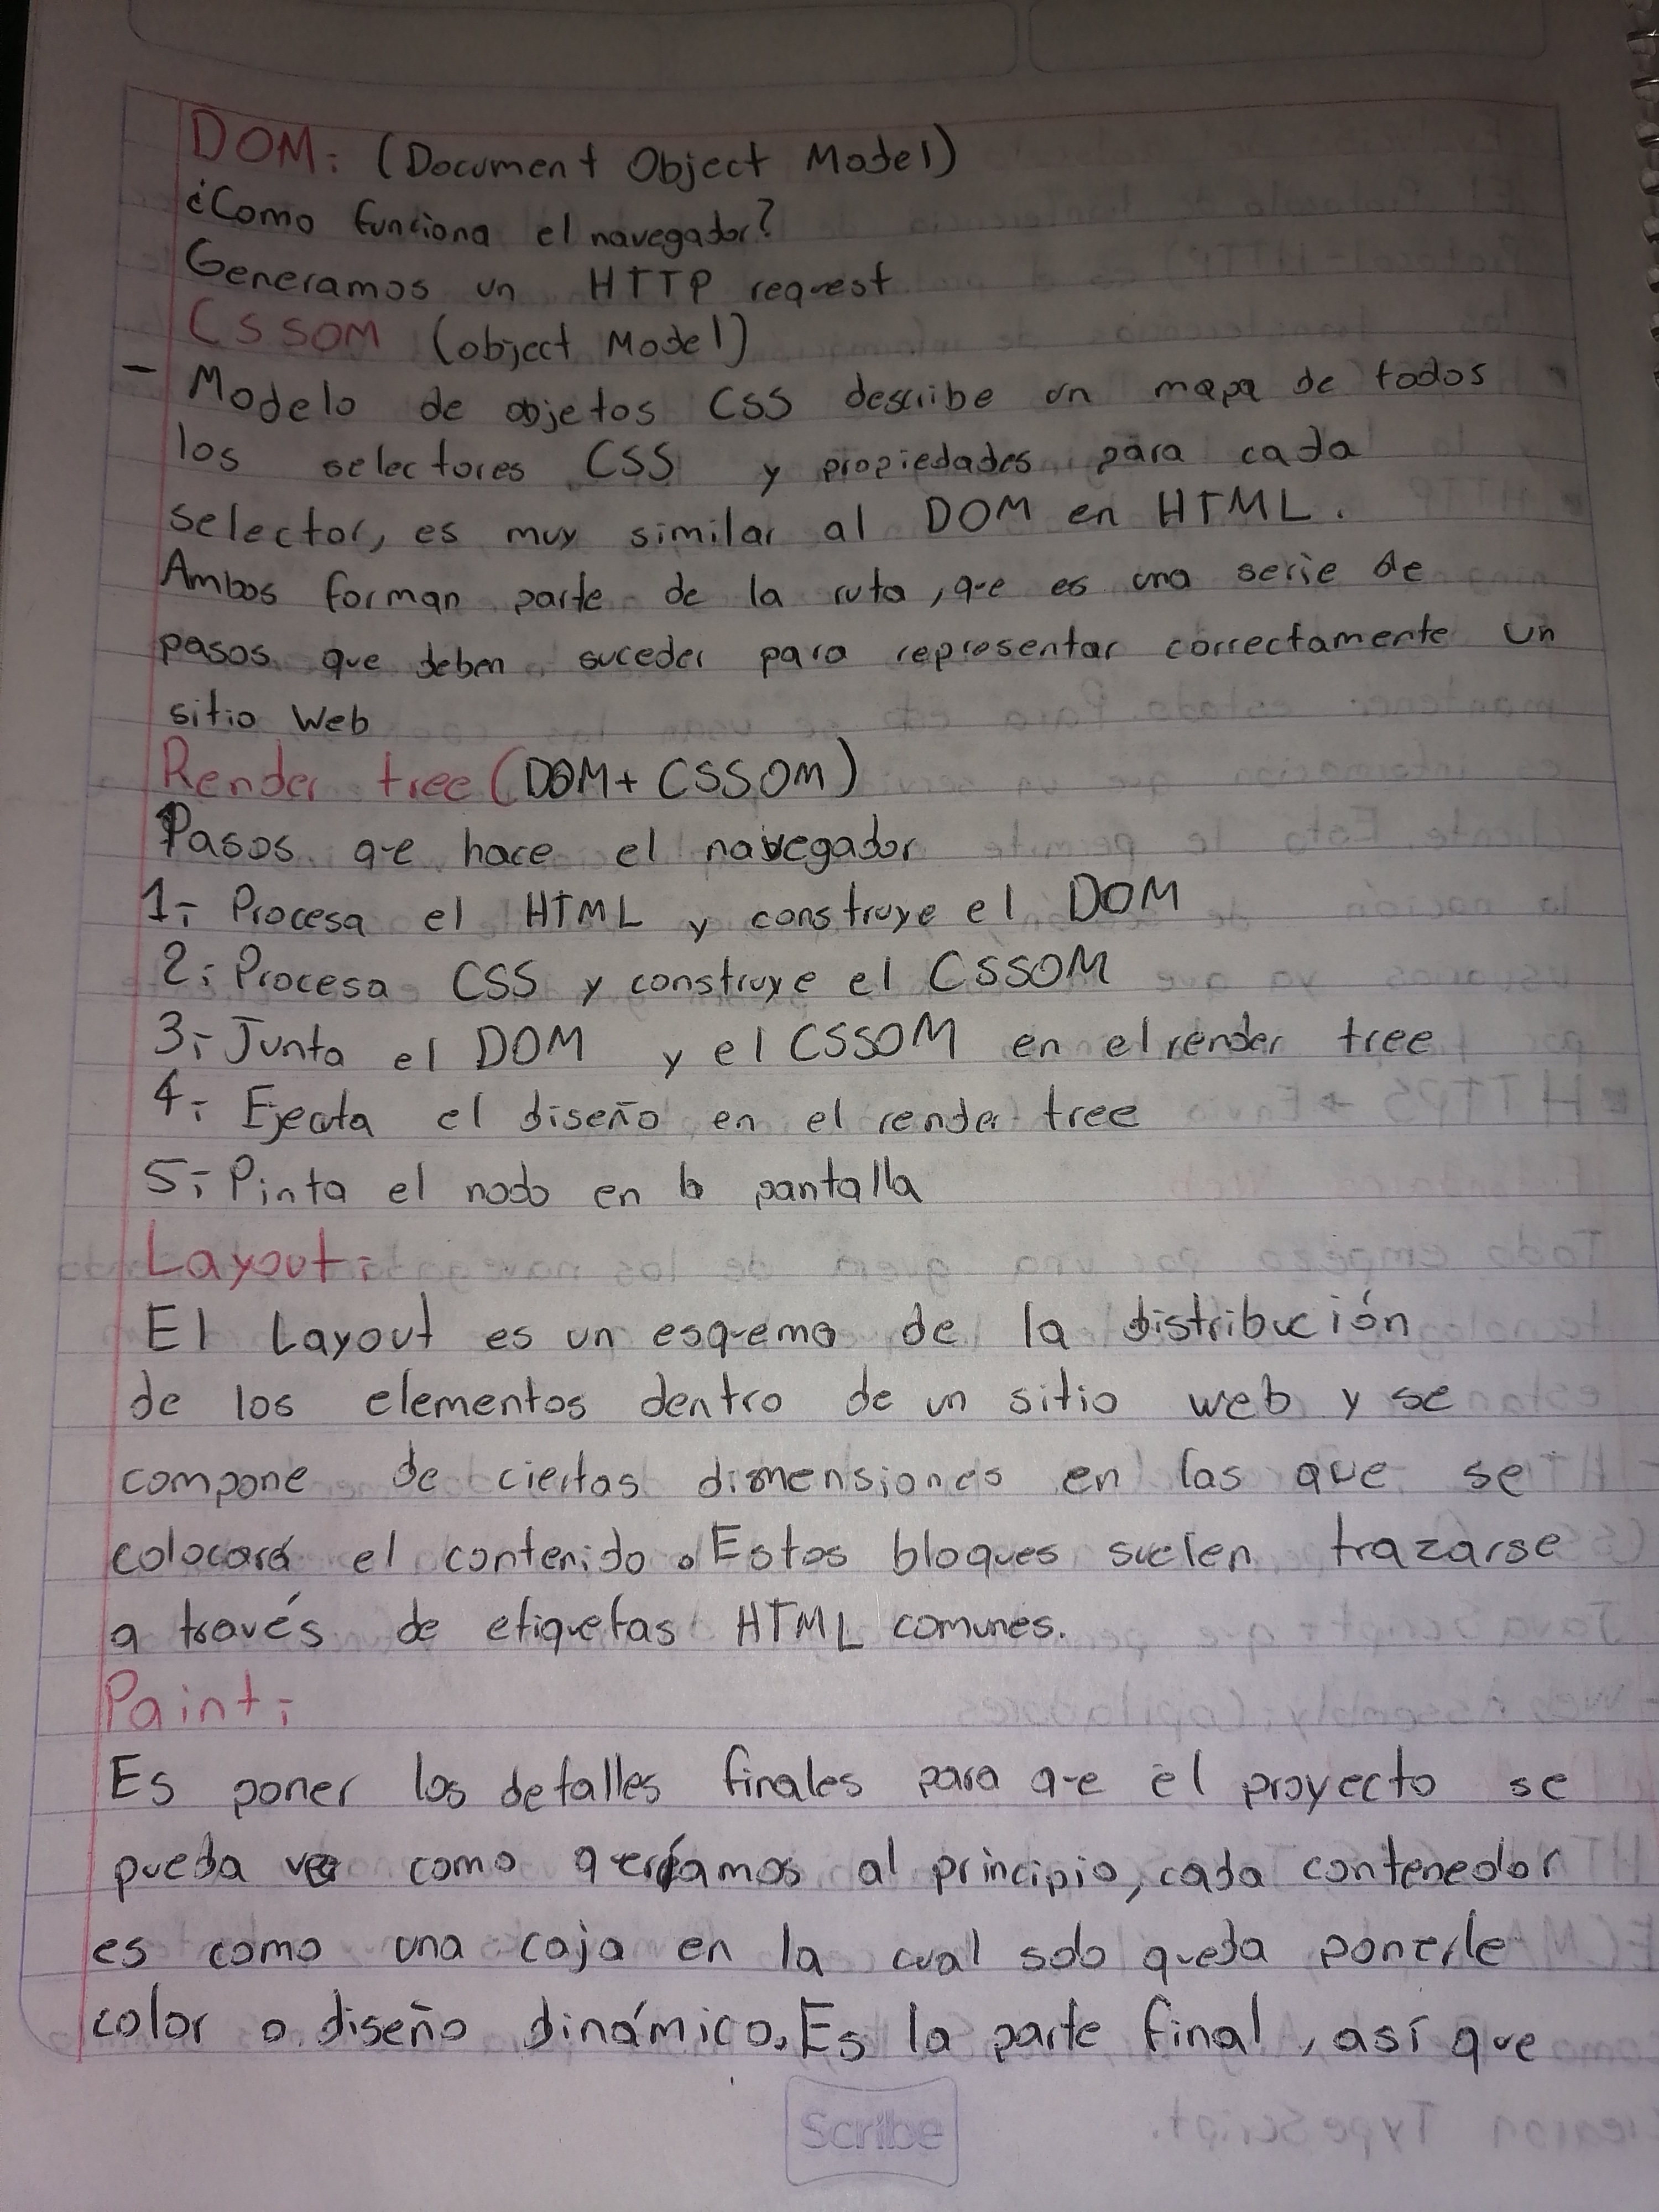 DOM: (Document Object Model)
¿Como funciona el navegador?
Generamos un HTTP request
CSSOM (object Model)
- Modelo de objetos CSS describe un mapa de todos
los selectores CSS y propiedades para cada
selector, es muy similar al DOM en HTML.
Ambos forman parte de la ruta, que es una serie de
pasos que deben suceder para representar correctamente un
sitio Web
Render tree (DOM + CSSOM)
Pasos que hace el navegador
1.- Procesa el HTML y construye el DOM
2.- Procesa CSS y construye el CSSOM
3.- Junta el DOM y el CSSOM en el render tree
4.- Ejecuta el diseño en el render tree
5.- Pinta el nodo en la pantalla
Layout:
El Layout es un esquema de la distribución
de los elementos dentro de un sitio web y se
compone de ciertas dimensiones en las que se
colocará el contenido. Estos bloques suelen trazarse
a través de etiquetas HTML comunes.
Paint:
Es poner los detalles finales para que el proyecto se
pueda ver como queríamos al principio, cada contenedor
es como una caja en la cual solo queda ponerle
color o diseño dinámico. Es la parte final, así que
Scribe